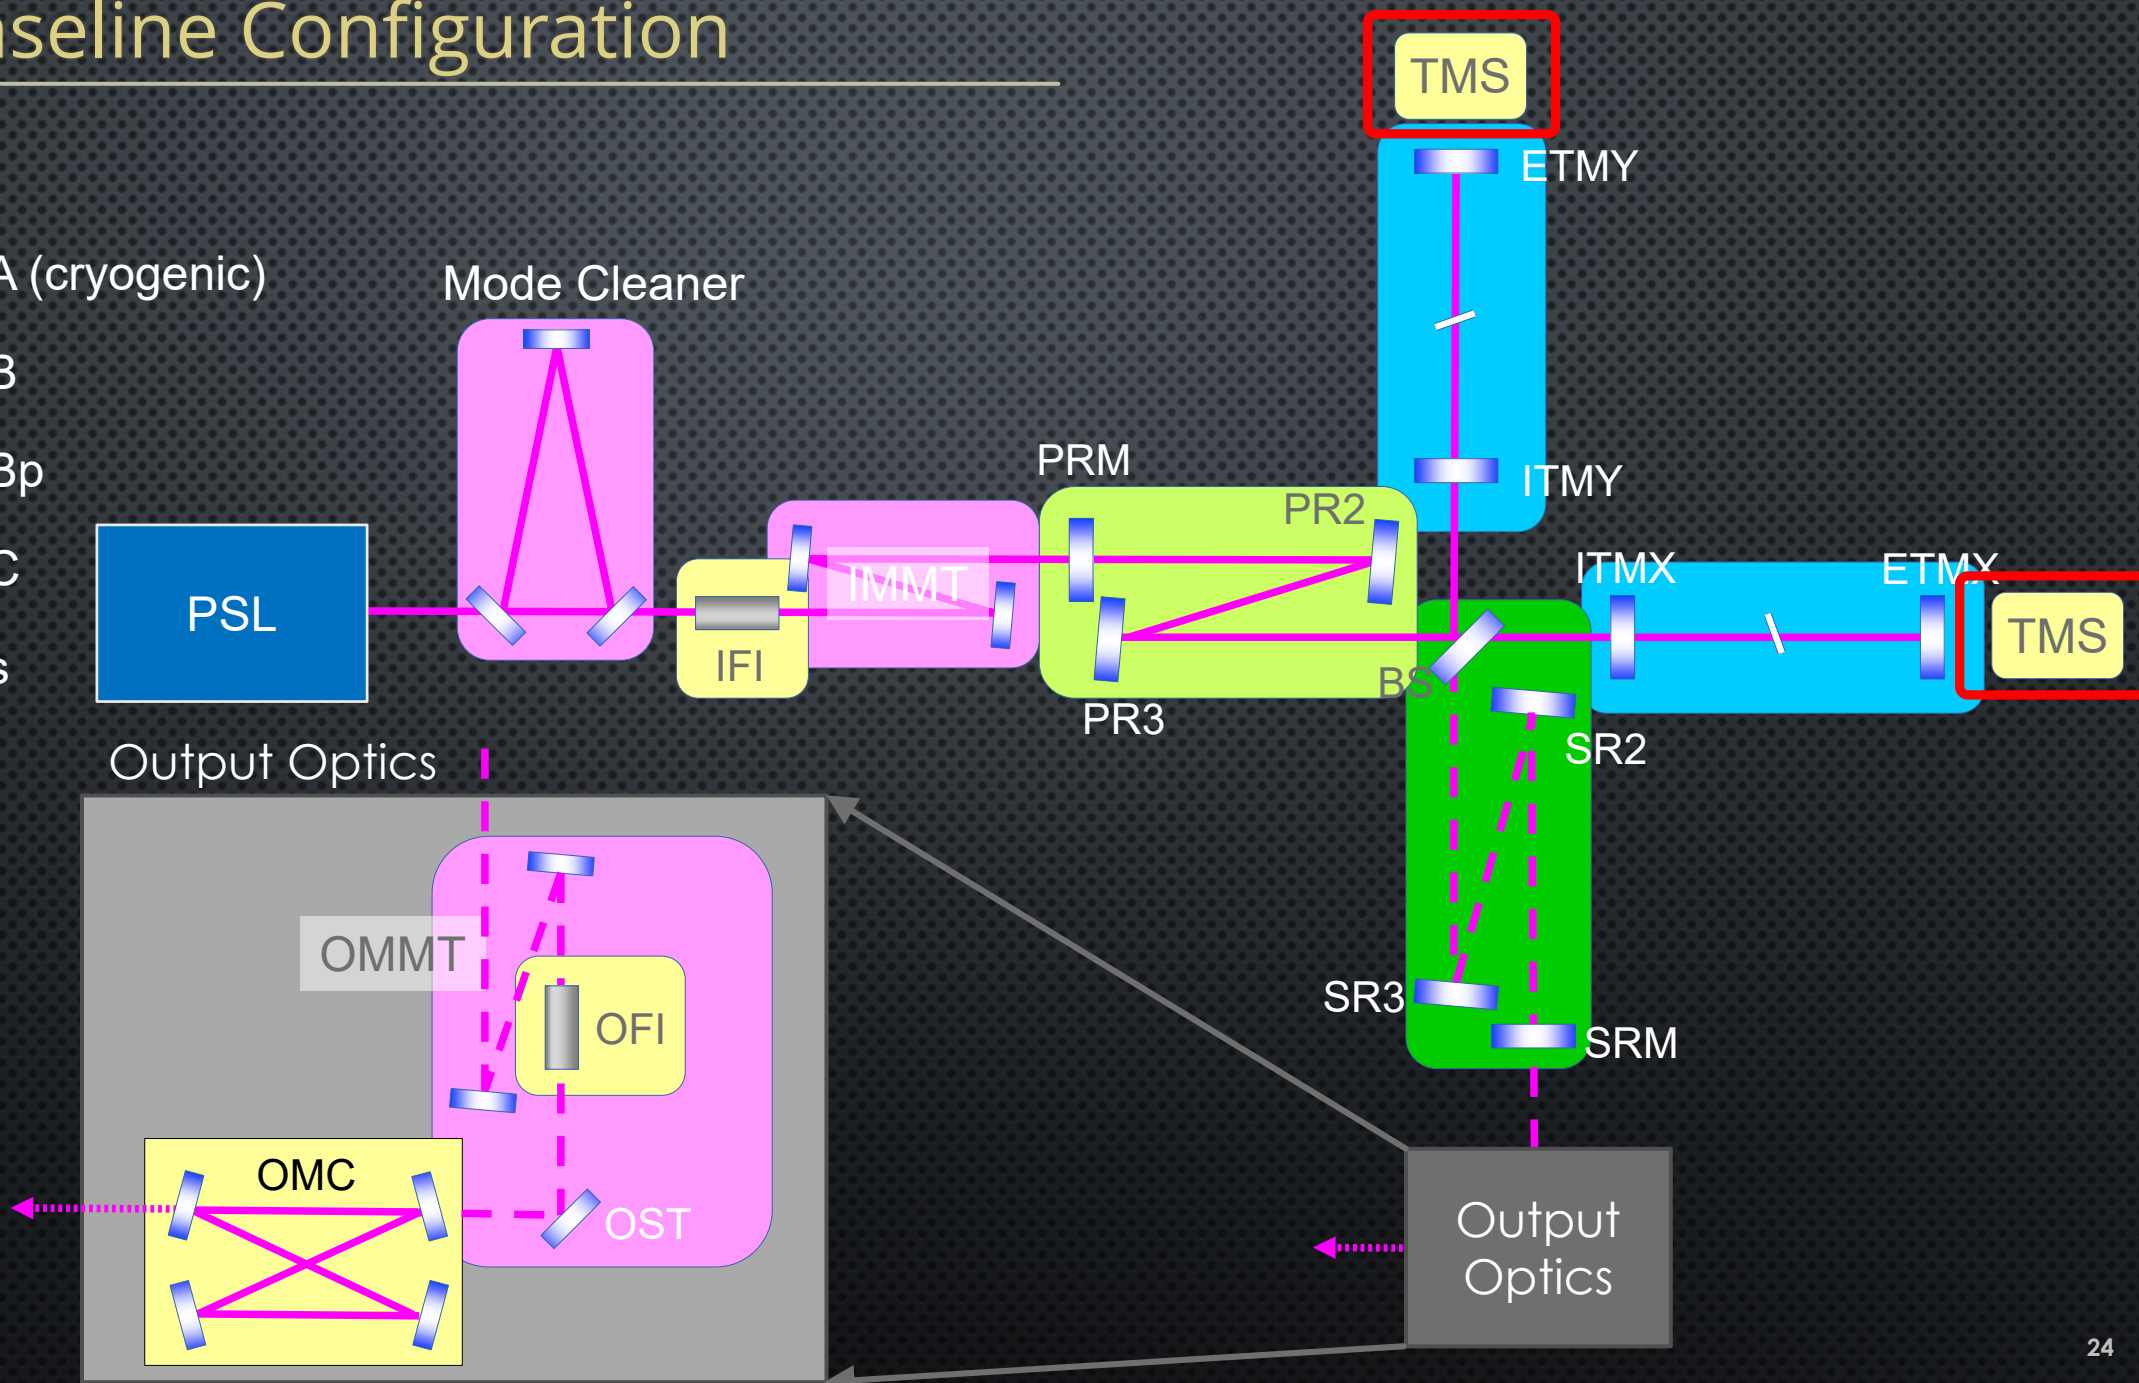 seline Configuration
TMS
ETMY
A (cryogenic)
Mode Cleaner
B
Bp
PRM
PR2
ITMY
C
ITMX
ETMX
PSL
IMMT
TMS
s
IFI
BS
PR3
SR2
Output Optics
OMMT
SR3
OFI
SRM
OMC
OST
Output
Optics
24